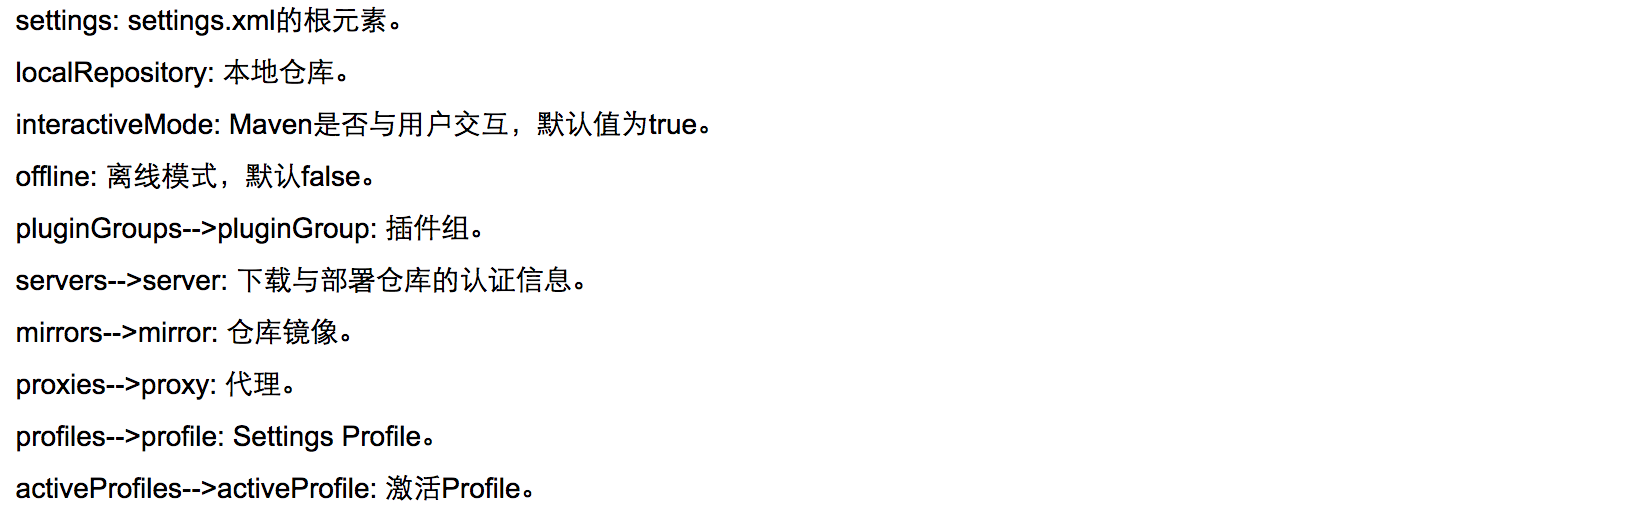 settings: settings.xml的根元素。
localRepository: 本地仓库。
interactiveMode: Maven是否与用户交互，默认值为true。
offline: 离线模式，默认false。
pluginGroups-->pluginGroup: 插件组。
servers-->server: 下载与部署仓库的认证信息。
mirrors-->mirror: 仓库镜像。
proxies-->proxy: 代理。
profiles-->profile: Settings Profile。
activeProfiles-->activeProfile: 激活Profile。